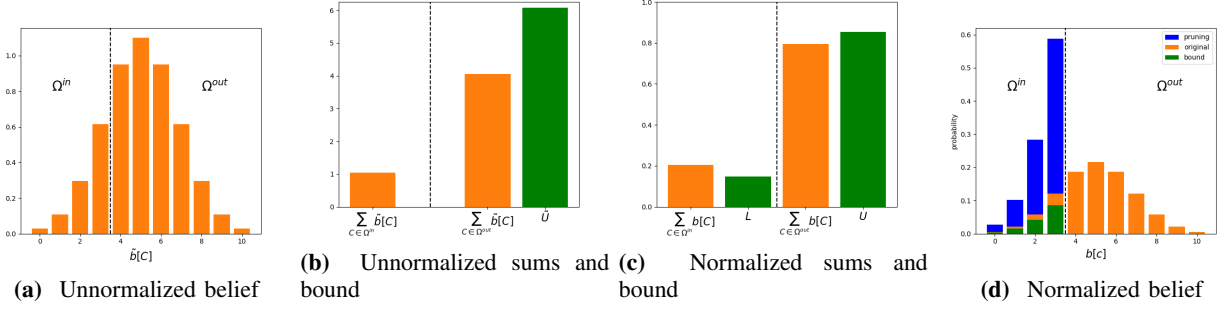 1.0
0.8
0.6
0.4
0.2
0.0
Ω^in
Ω^out
0 2 4 6 8 10
b̃[C]
(a) Unnormalized belief
6
5
4
3
2
1
0
∑ b̃[C]
C∈Ω^in
∑ b̃[C]
C∈Ω^out
Ũ
(b) Unnormalized sums and
bound
1.0
0.8
0.6
0.4
0.2
0.0
∑ b[C]
C∈Ω^in
L
∑ b[C]
C∈Ω^out
U
(c) Normalized sums and
bound
probability
0.6
0.5
0.4
0.3
0.2
0.1
0.0
Ω^in
Ω^out
pruning
original
bound
0 2 4 6 8 10
b[c]
(d) Normalized belief